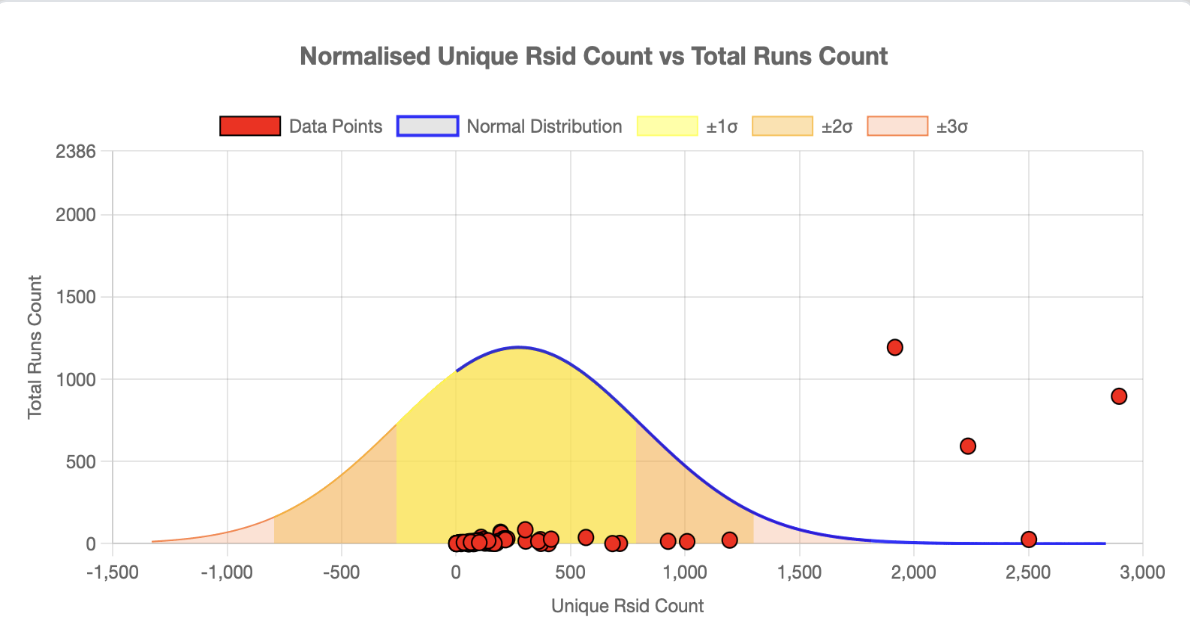 Normalised Unique Rsid Count vs Total Runs Count
Data Points Normal Distribution ±1σ ±2σ ±3σ
2386
2000
1500
1000
500
0
Total Runs Count
-1,500 -1,000 -500 0 500 1,000 1,500 2,000 2,500 3,000
Unique Rsid Count